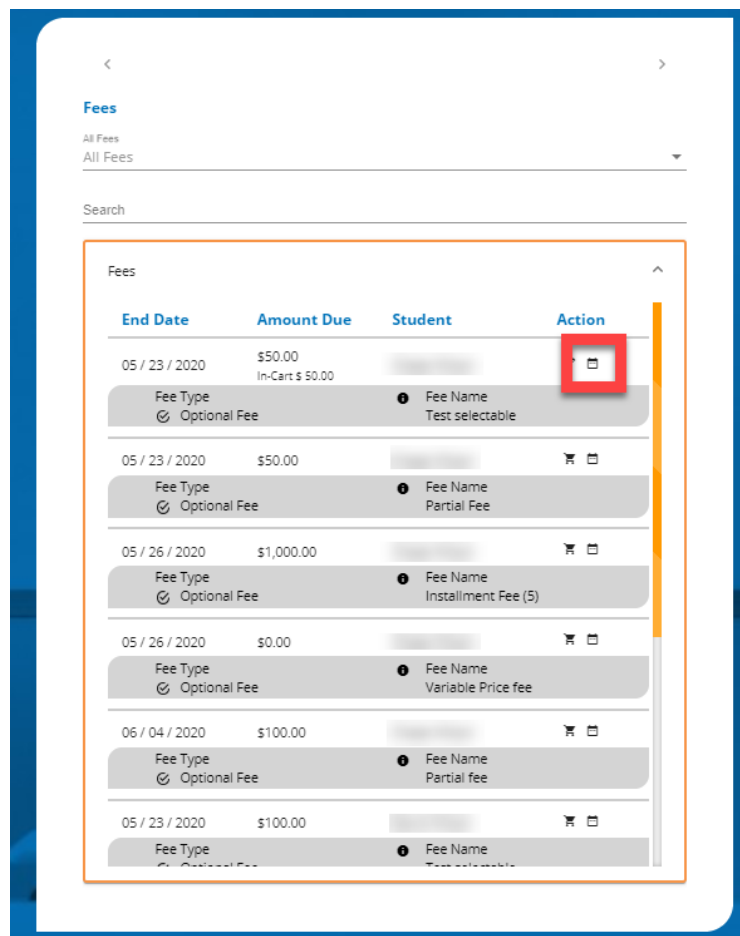 Fees
All Fees
All Fees
Search
Fees
End Date Amount Due Student Action
05 / 23 / 2020 $50.00
In-Cart $ 50.00
Fee Type Fee Name
Optional Fee Test selectable
05 / 23 / 2020 $50.00
Fee Type Fee Name
Optional Fee Partial Fee
05 / 26 / 2020 $1,000.00
Fee Type Fee Name
Optional Fee Installment Fee (5)
05 / 26 / 2020 $0.00
Fee Type Fee Name
Optional Fee Variable Price fee
06 / 04 / 2020 $100.00
Fee Type Fee Name
Optional Fee Partial fee
05 / 23 / 2020 $100.00
Fee Type Fee Name